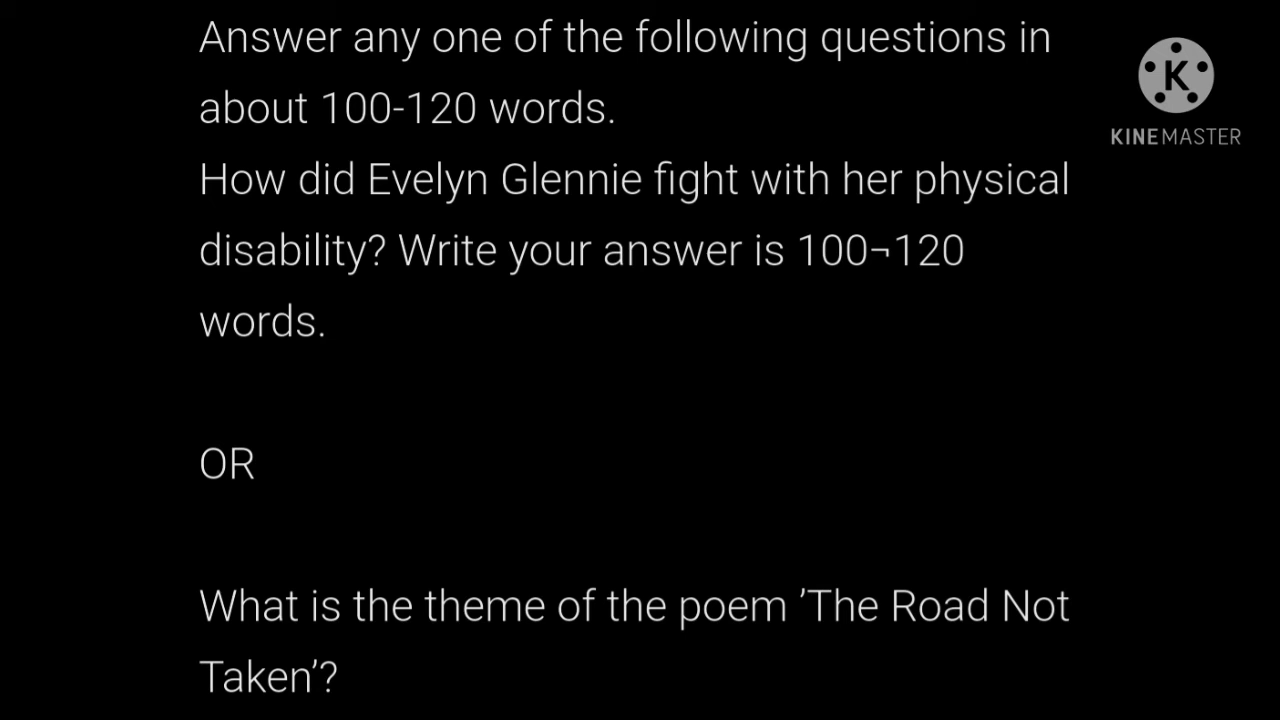 Answer any one of the following questions in
about 100-120 words.
K
KINEMASTER
How did Evelyn Glennie fight with her physical
disability? Write your answer is 100¬120
words.
OR
What is the theme of the poem ’The Road Not
Taken’?